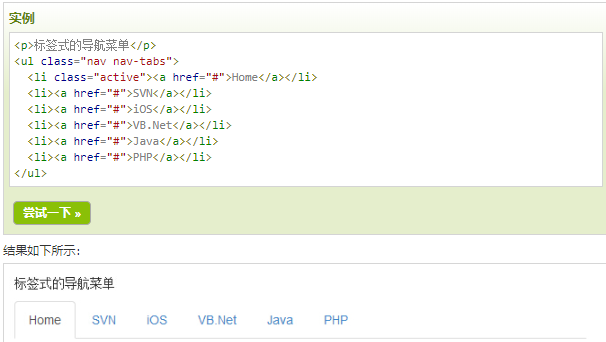 实例
<p>标签式的导航菜单</p>
<ul class="nav nav-tabs">
  <li class="active"><a href="#">Home</a></li>
  <li><a href="#">SVN</a></li>
  <li><a href="#">iOS</a></li>
  <li><a href="#">VB.Net</a></li>
  <li><a href="#">Java</a></li>
  <li><a href="#">PHP</a></li>
</ul>
尝试一下 »
结果如下所示：
标签式的导航菜单
Home SVN iOS VB.Net Java PHP